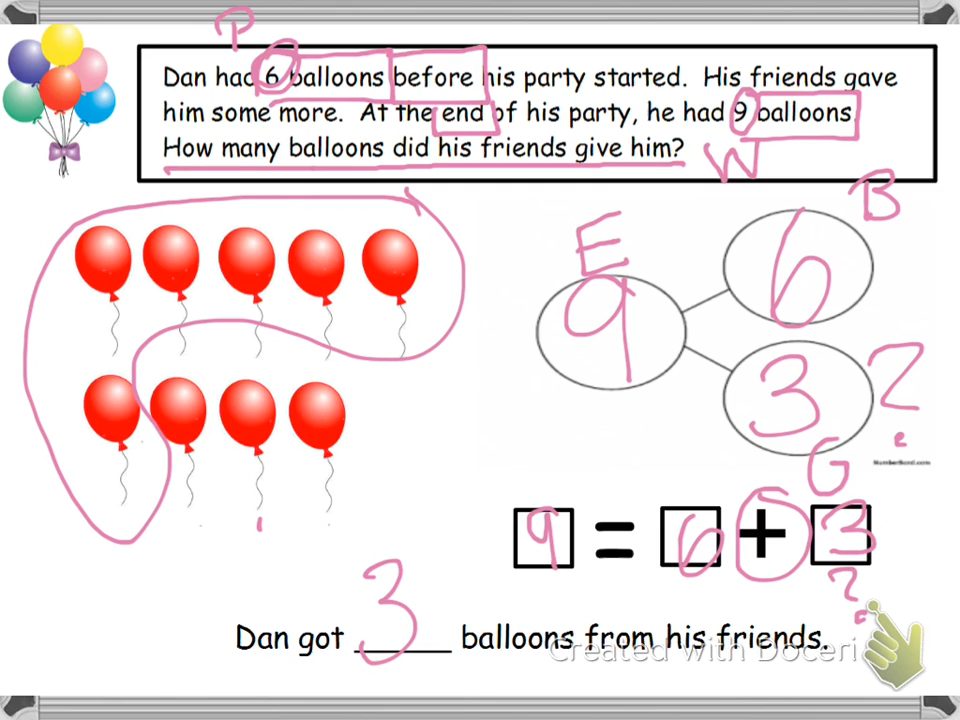 P
Dan had 6 balloons before his party started. His friends gave
him some more. At the end of his party, he had 9 balloons.
How many balloons did his friends give him?
W
B
E
6
9
3 ?
NumberBond.com
G
9 = 6 + 3
?
Dan got 3 balloons from his friends.
Created with Doceri